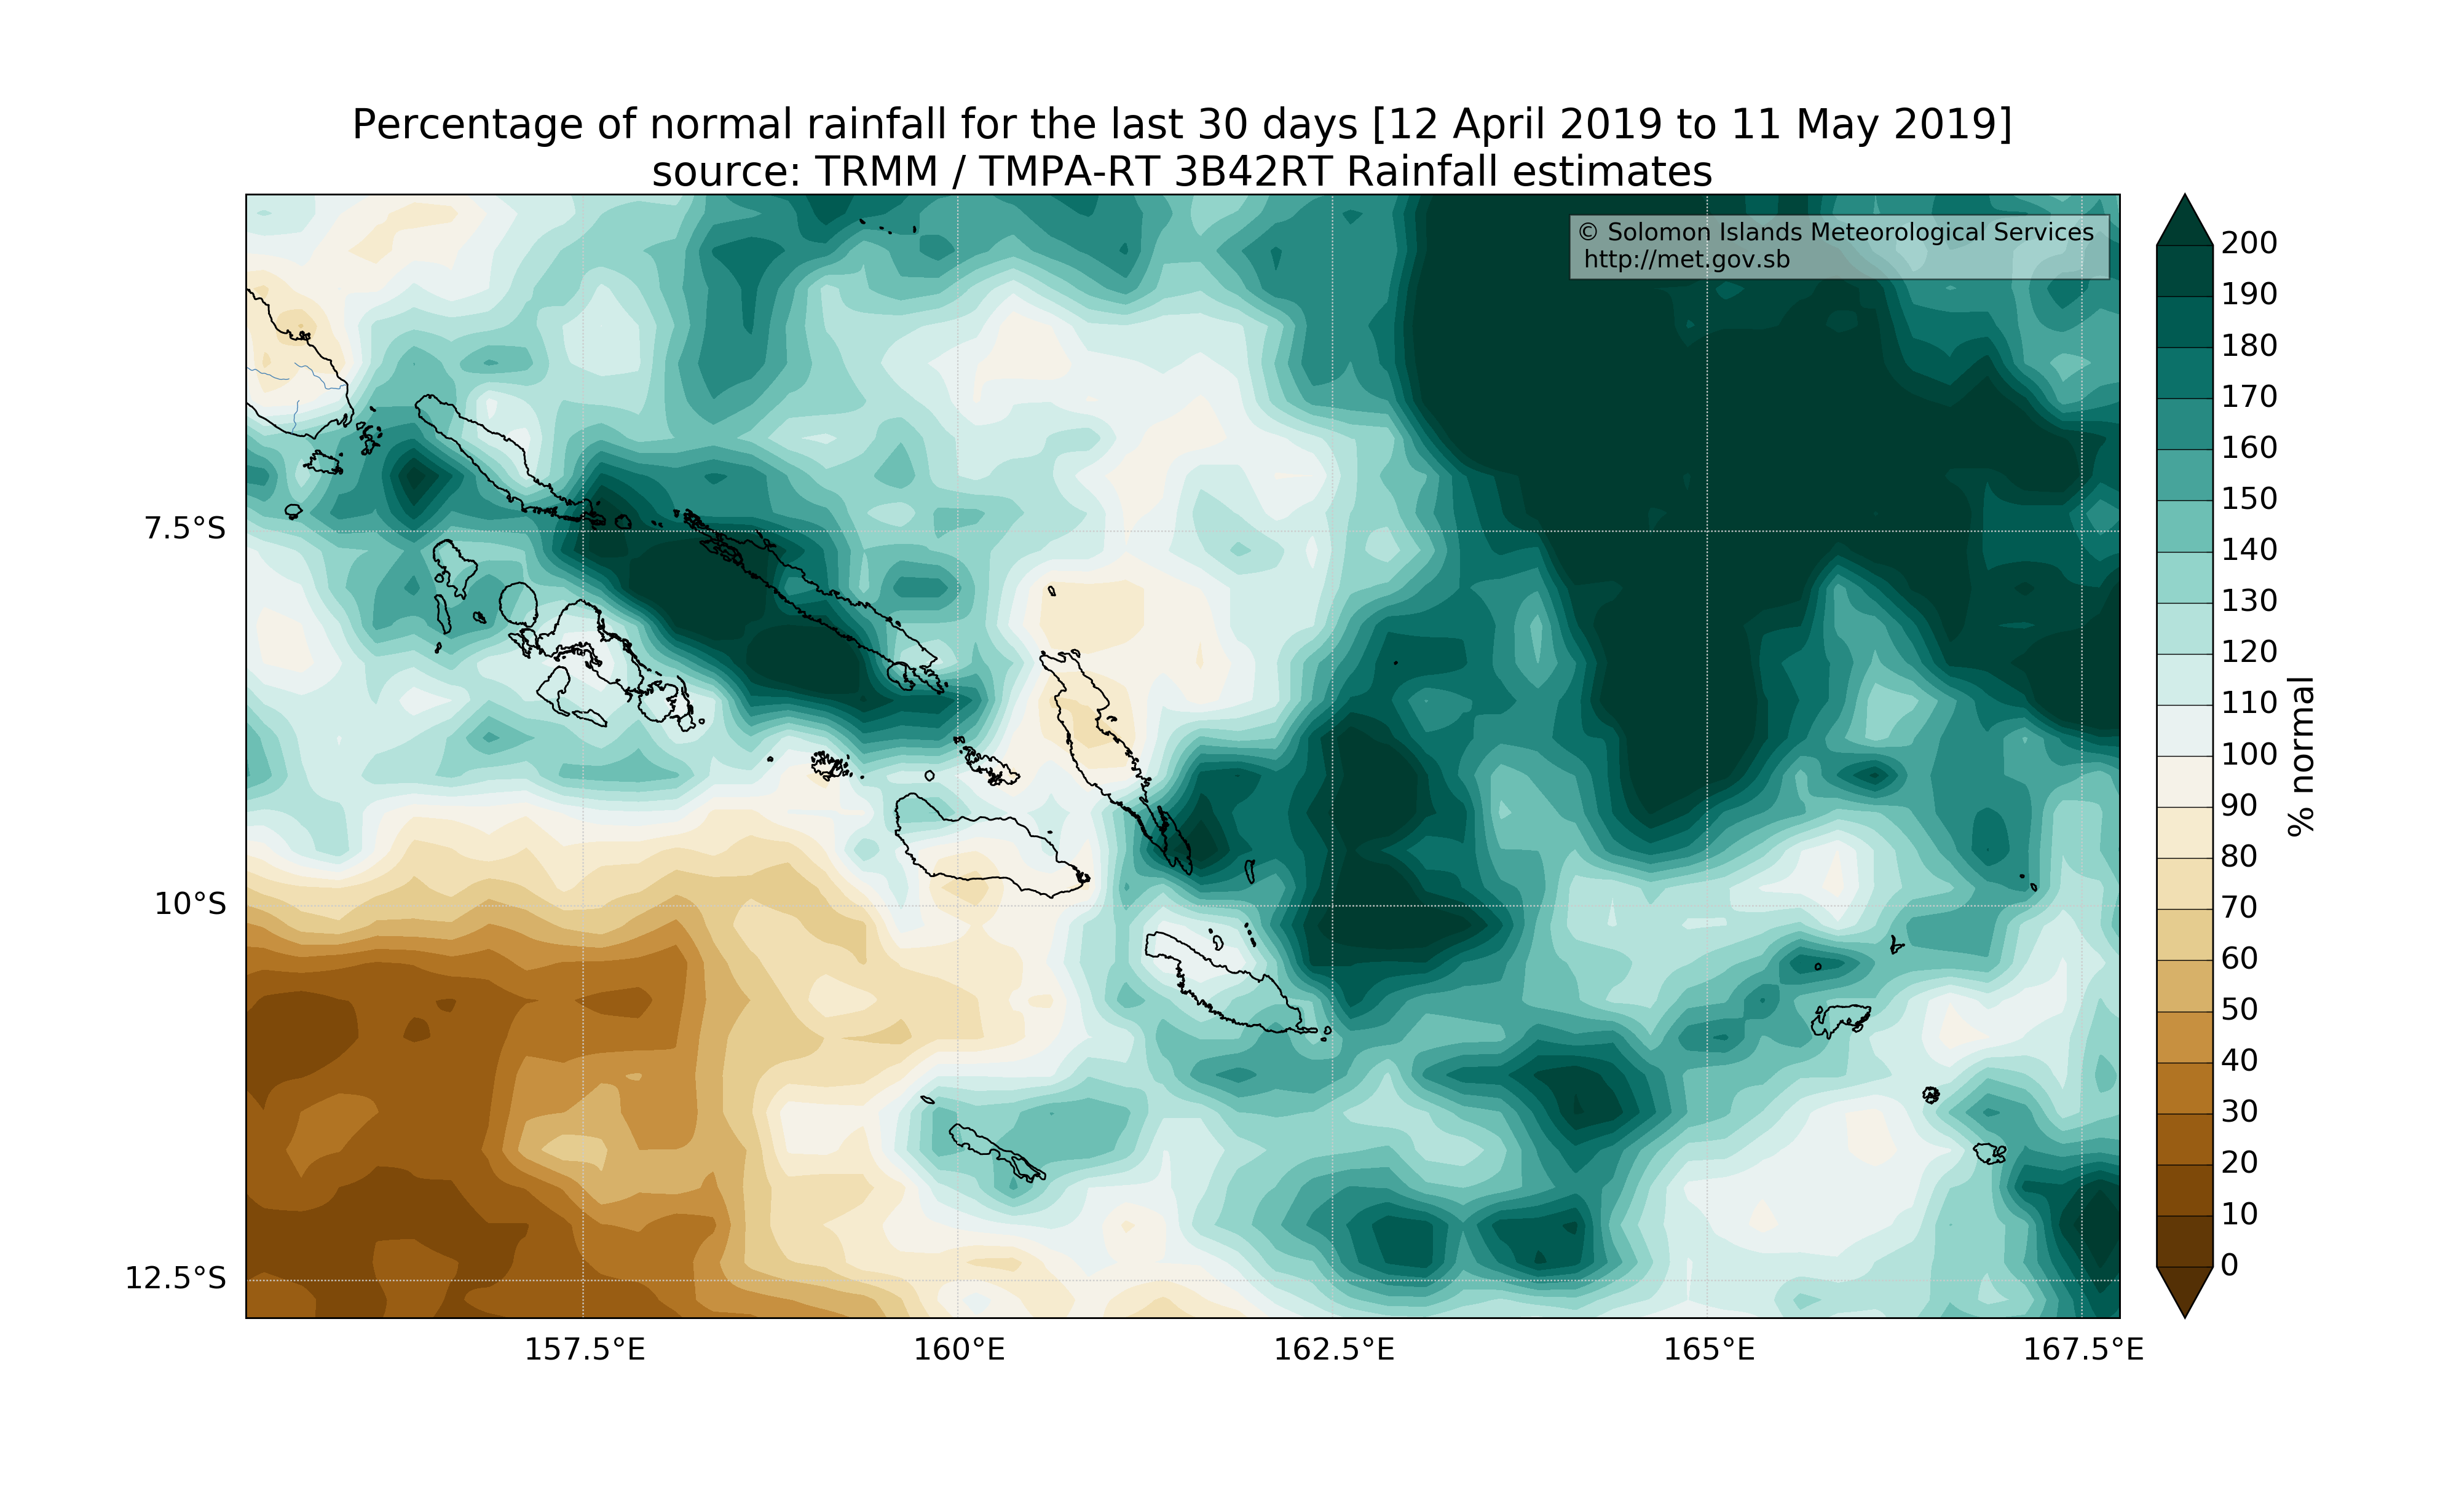 Percentage of normal rainfall for the last 30 days [12 April 2019 to 11 May 2019]
source: TRMM / TMPA-RT 3B42RT Rainfall estimates
© Solomon Islands Meteorological Services
http://met.gov.sb
7.5°S
10°S
12.5°S
157.5°E
160°E
162.5°E
165°E
167.5°E
200
190
180
170
160
150
140
130
120
110
100
90
80
70
60
50
40
30
20
10
0
% normal